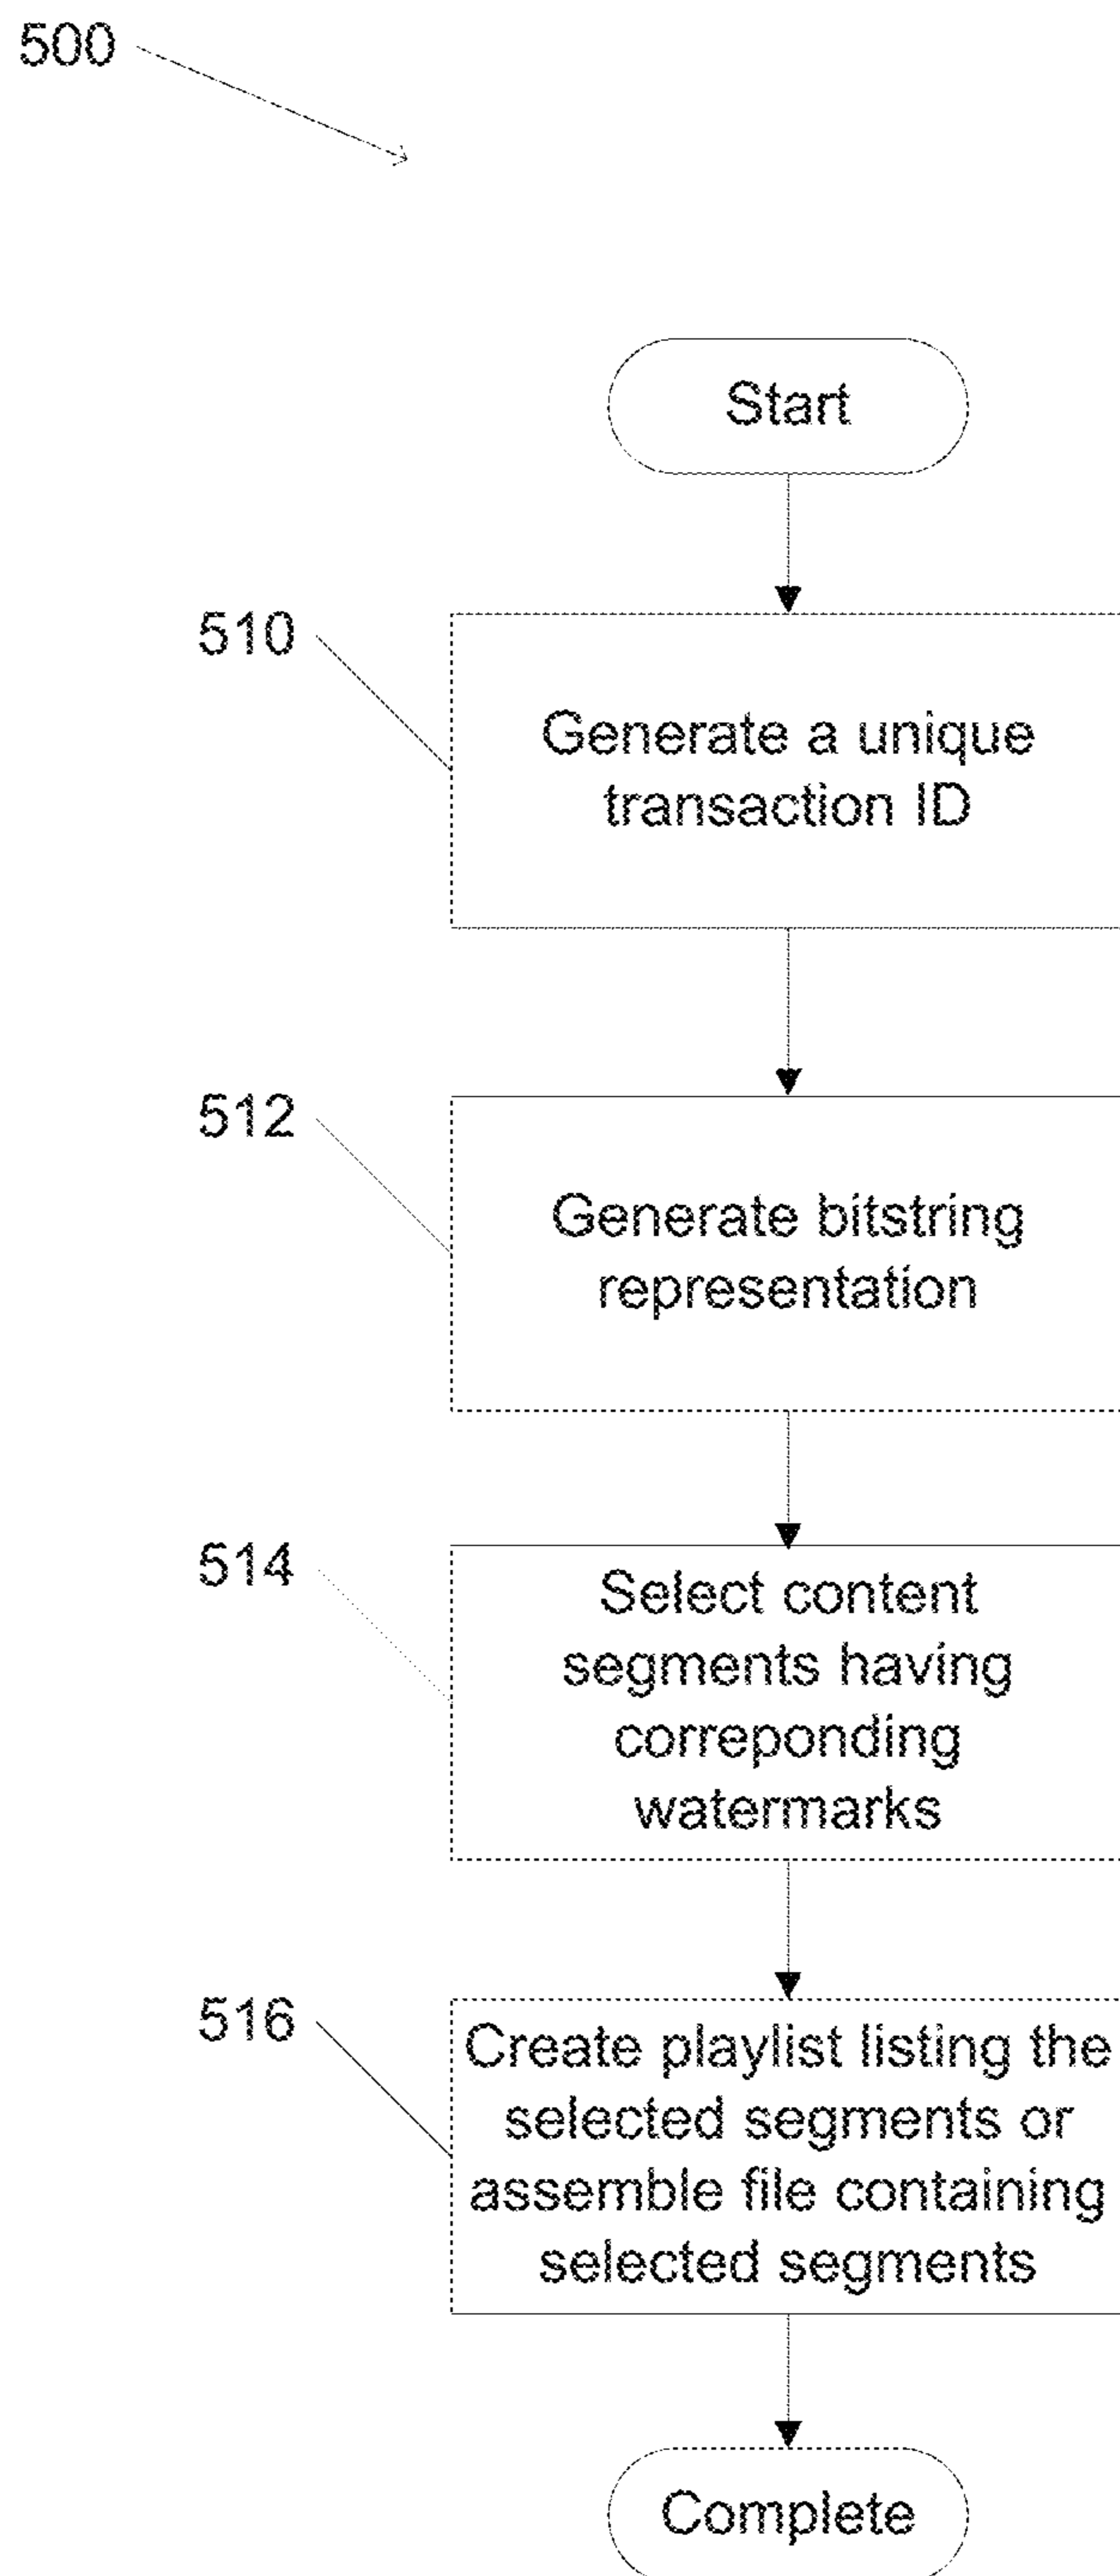 500
Start
510
Generate a unique
transaction ID
512
Generate bitstring
representation
514
Select content
segments having
correponding
watermarks
516
Create playlist listing the
selected segments or
assemble file containing
selected segments
Complete